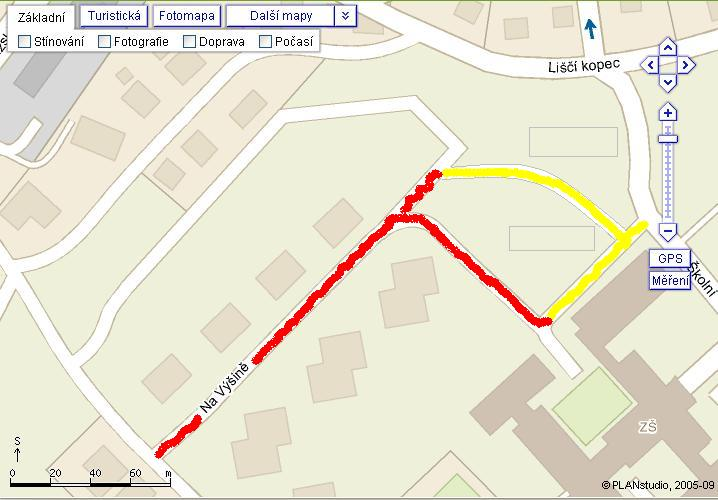 Základní
Turistická
Fotomapa
Další mapy
Stínování
Fotografie
Doprava
Počasí
Liščí kopec
GPS
Měření
Školní
Na Výšině
ZŠ
S
0 20 40 60 m
© PLANstudio, 2005-09